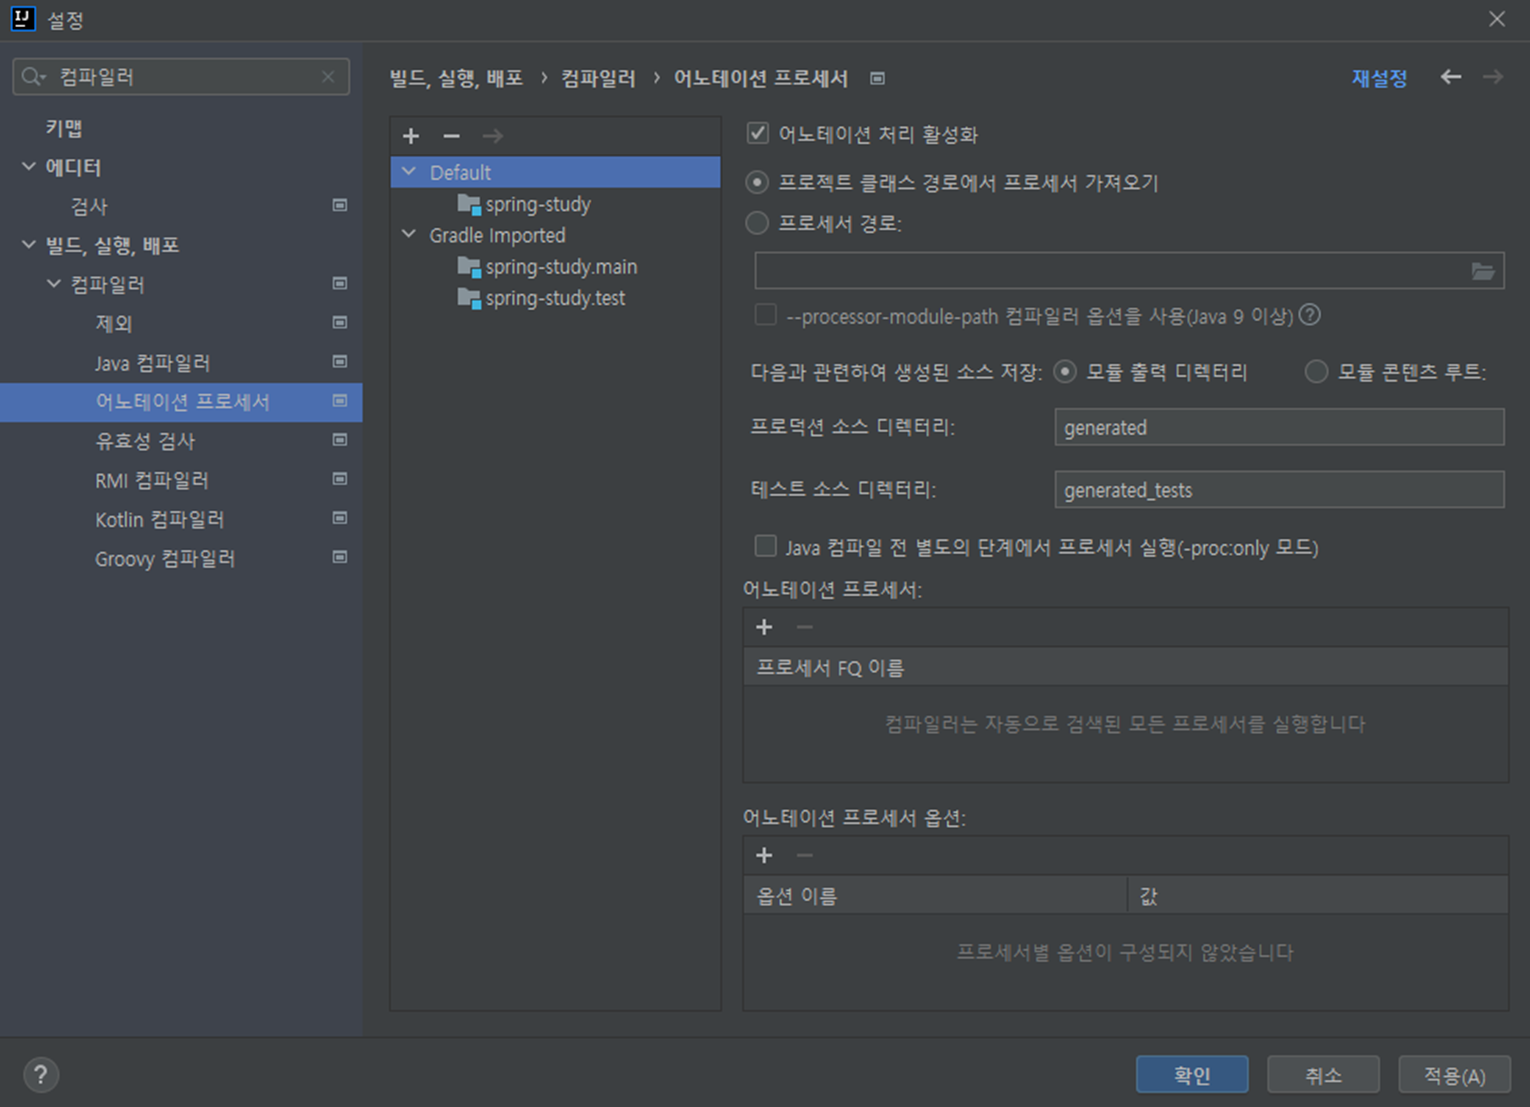 설정
컴파일러
키맵
에디터
검사
빌드, 실행, 배포
컴파일러
제외
Java 컴파일러
어노테이션 프로세서
유효성 검사
RMI 컴파일러
Kotlin 컴파일러
Groovy 컴파일러
빌드, 실행, 배포 › 컴파일러 › 어노테이션 프로세서
재설정
Default
spring-study
Gradle Imported
spring-study.main
spring-study.test
어노테이션 처리 활성화
프로젝트 클래스 경로에서 프로세서 가져오기
프로세서 경로:
--processor-module-path 컴파일러 옵션을 사용(Java 9 이상)
다음과 관련하여 생성된 소스 저장: 모듈 출력 디렉터리 모듈 콘텐츠 루트:
프로덕션 소스 디렉터리: generated
테스트 소스 디렉터리: generated_tests
Java 컴파일 전 별도의 단계에서 프로세서 실행(-proc:only 모드)
어노테이션 프로세서:
프로세서 FQ 이름
컴파일러는 자동으로 검색된 모든 프로세서를 실행합니다
어노테이션 프로세서 옵션:
옵션 이름 값
프로세서별 옵션이 구성되지 않았습니다
확인 취소 적용(A)